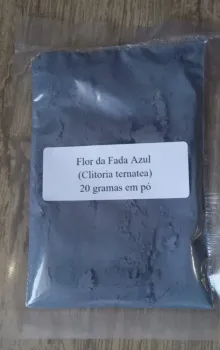 Flor da Fada Azul
(Clitoria ternatea)
20 gramas em pó